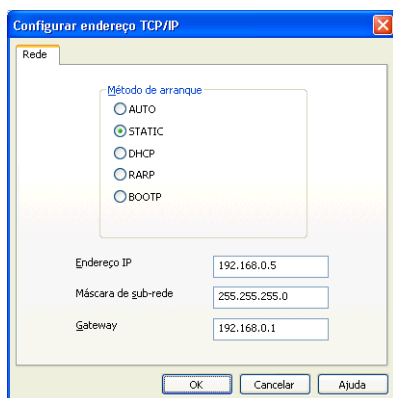 Configurar endereço TCP/IP
Rede
Método de arranque
AUTO
STATIC
DHCP
RARP
BOOTP
Endereço IP 192.168.0.5
Máscara de sub-rede 255.255.255.0
Gateway 192.168.0.1
OK Cancelar Ajuda